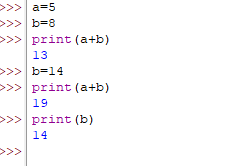 >>> a=5
>>> b=8
>>> print(a+b)
13
>>> b=14
>>> print(a+b)
19
>>> print(b)
14
>>>